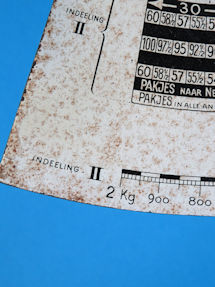 30
INDEELING
II
60 58½ 57 55½
100 97½ 95 92½
60 58½ 57 55½ 54
PAKJES NAAR NE
PAKJES IN ALLE AN
INDEELING II
2 Kg 900 800